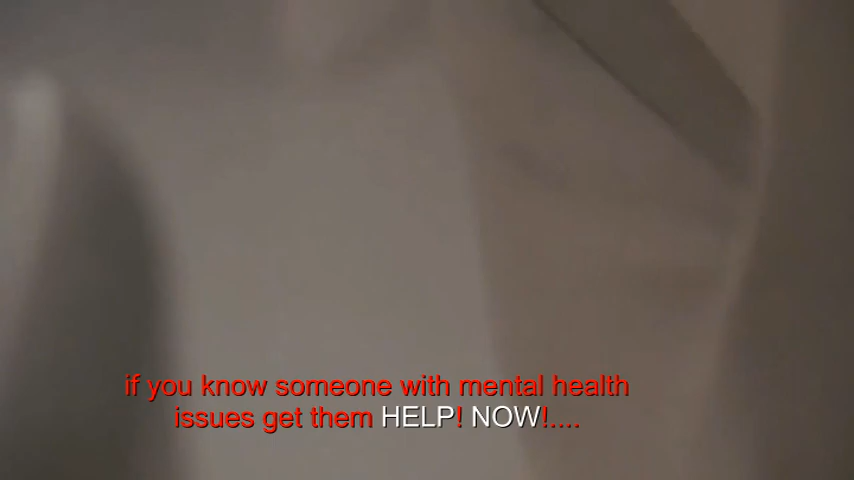 if you know someone with mental health
issues get them HELP! NOW!....